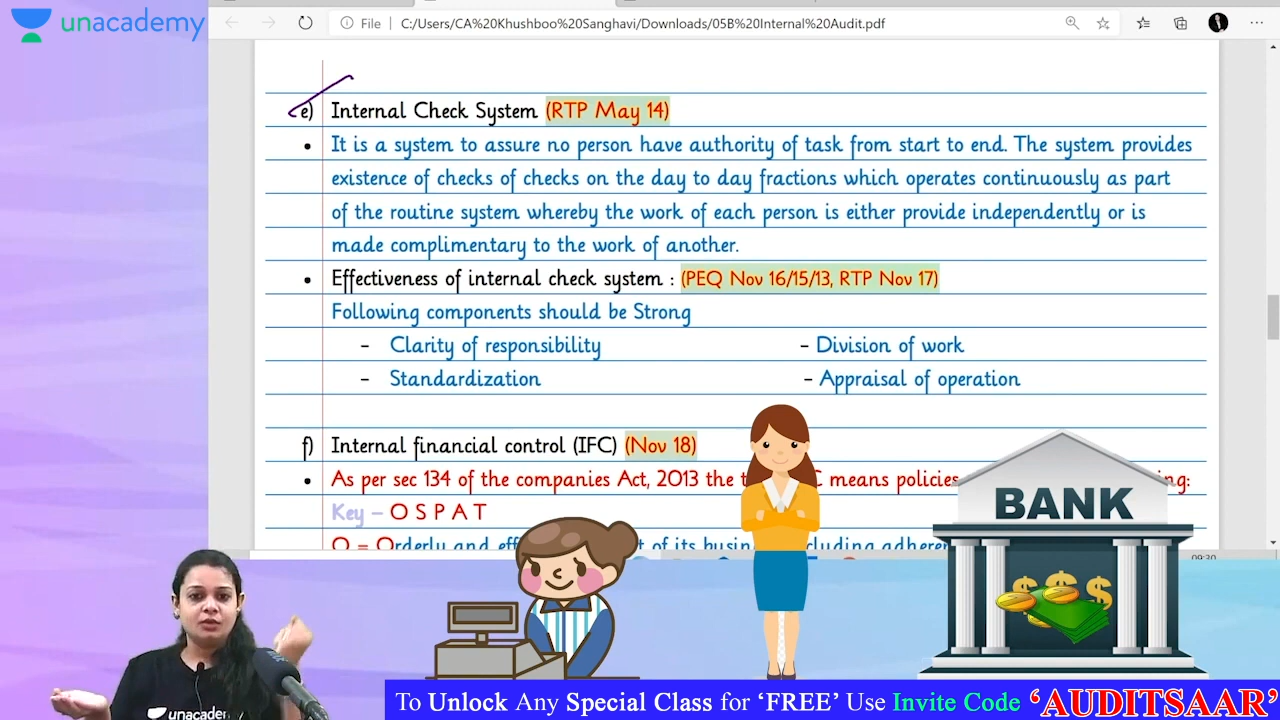 unacademy
File C:/Users/CA%20Khushboo%20Sanghavi/Downloads/05B%20Internal%20Audit.pdf
e) Internal Check System (RTP May 14)
• It is a system to assure no person have authority of task from start to end. The system provides
existence of checks of checks on the day to day fractions which operates continuously as part
of the routine system whereby the work of each person is either provide independently or is
made complimentary to the work of another.
• Effectiveness of internal check system : (PEQ Nov 16/15/13, RTP Nov 17)
Following components should be Strong
- Clarity of responsibility - Division of work
- Standardization - Appraisal of operation
f) Internal financial control (IFC) (Nov 18)
• As per sec 134 of the companies Act, 2013 the means policies
Key – O S P A T
O = Orderly and of its
BANK
unacademy
To Unlock Any Special Class for ‘FREE’ Use Invite Code ‘AUDITSAAR’